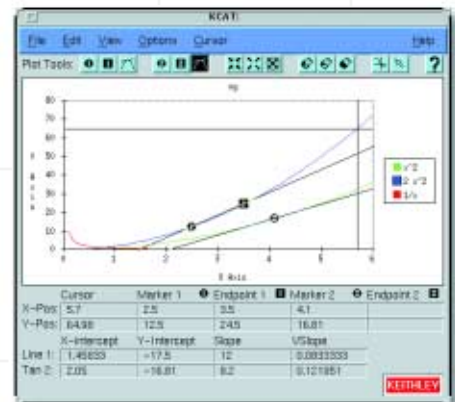 KCAT:
File Edit View Options Cursor Help
Plot Tools:
xy
80
70
60
50
40
30
20
10
0
0 1 2 3 4 5 6
Y Axis
X Axis
x^2
2 x^2
1/x
Cursor Marker 1 Endpoint 1 Marker 2 Endpoint 2
X-Pos: 5.7 2.5 3.5 4.1
Y-Pos: 64.98 12.5 24.5 16.81
X-Intercept Y-Intercept Slope 1/Slope
Line 1: 1.45833 -17.5 12 0.0833333
Tan 2: 2.05 -16.81 8.2 0.121951
KEITHLEY